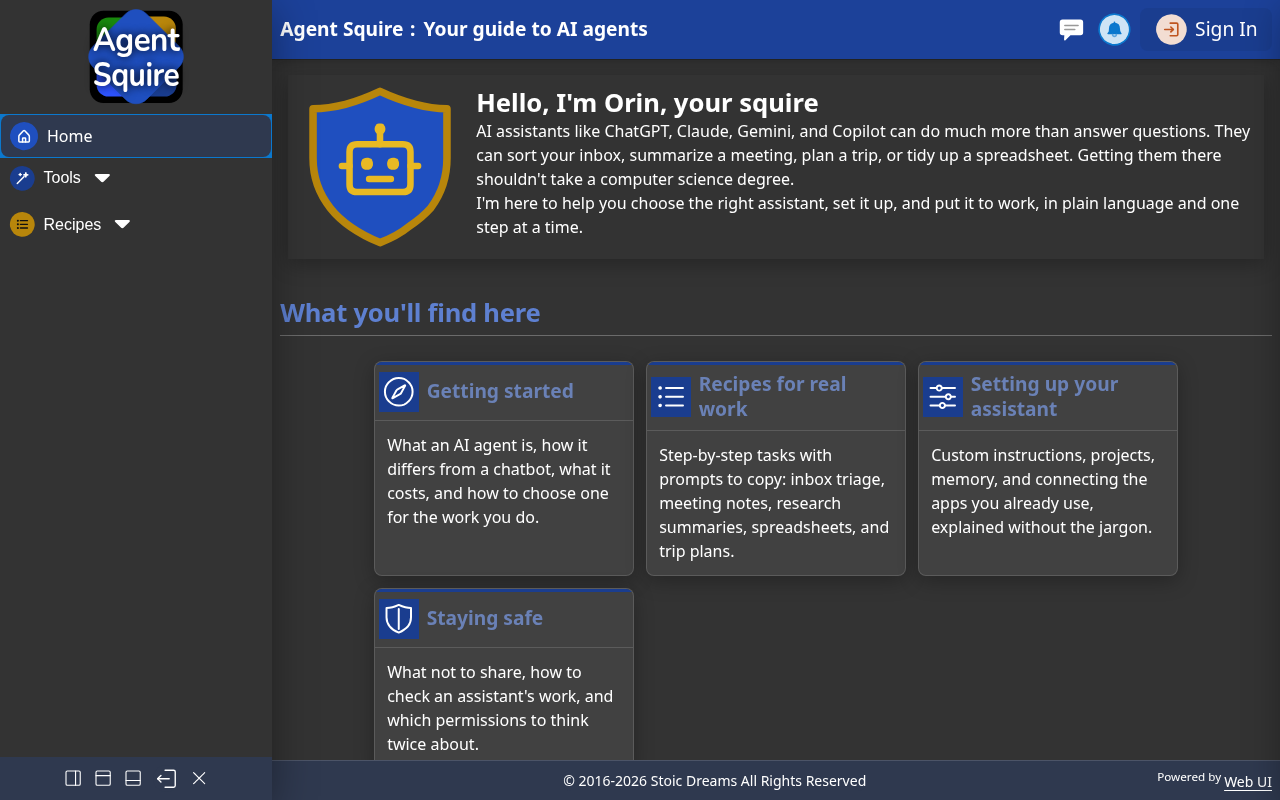 Agent
Squire
Home
Tools
Recipes
Agent Squire : Your guide to AI agents
Sign In
Hello, I'm Orin, your squire
AI assistants like ChatGPT, Claude, Gemini, and Copilot can do much more than answer questions. They
can sort your inbox, summarize a meeting, plan a trip, or tidy up a spreadsheet. Getting them there
shouldn't take a computer science degree.
I'm here to help you choose the right assistant, set it up, and put it to work, in plain language and one
step at a time.
What you'll find here
Getting started
What an AI agent is, how it
differs from a chatbot, what it
costs, and how to choose one
for the work you do.
Recipes for real
work
Step-by-step tasks with
prompts to copy: inbox triage,
meeting notes, research
summaries, spreadsheets, and
trip plans.
Setting up your
assistant
Custom instructions, projects,
memory, and connecting the
apps you already use,
explained without the jargon.
Staying safe
What not to share, how to
check an assistant's work, and
which permissions to think
twice about.
© 2016-2026 Stoic Dreams All Rights Reserved
Powered by Web UI